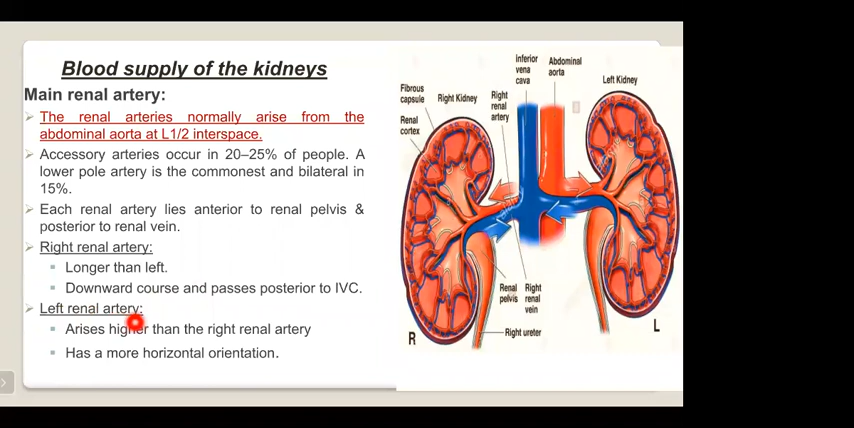 Blood supply of the kidneys
Main renal artery:
The renal arteries normally arise from the
abdominal aorta at L1/2 interspace.
Accessory arteries occur in 20–25% of people. A
lower pole artery is the commonest and bilateral in
15%.
Each renal artery lies anterior to renal pelvis &
posterior to renal vein.
Right renal artery:
Longer than left.
Downward course and passes posterior to IVC.
Left renal artery:
Arises higher than the right renal artery
Has a more horizontal orientation.
Fibrous
capsule
Right Kidney
Renal
cortex
Right
renal
artery
inferior
vena
cava
Abdominal
aorta
Left Kidney
Renal
pelvis
Right
renal
vein
Right ureter
R
L